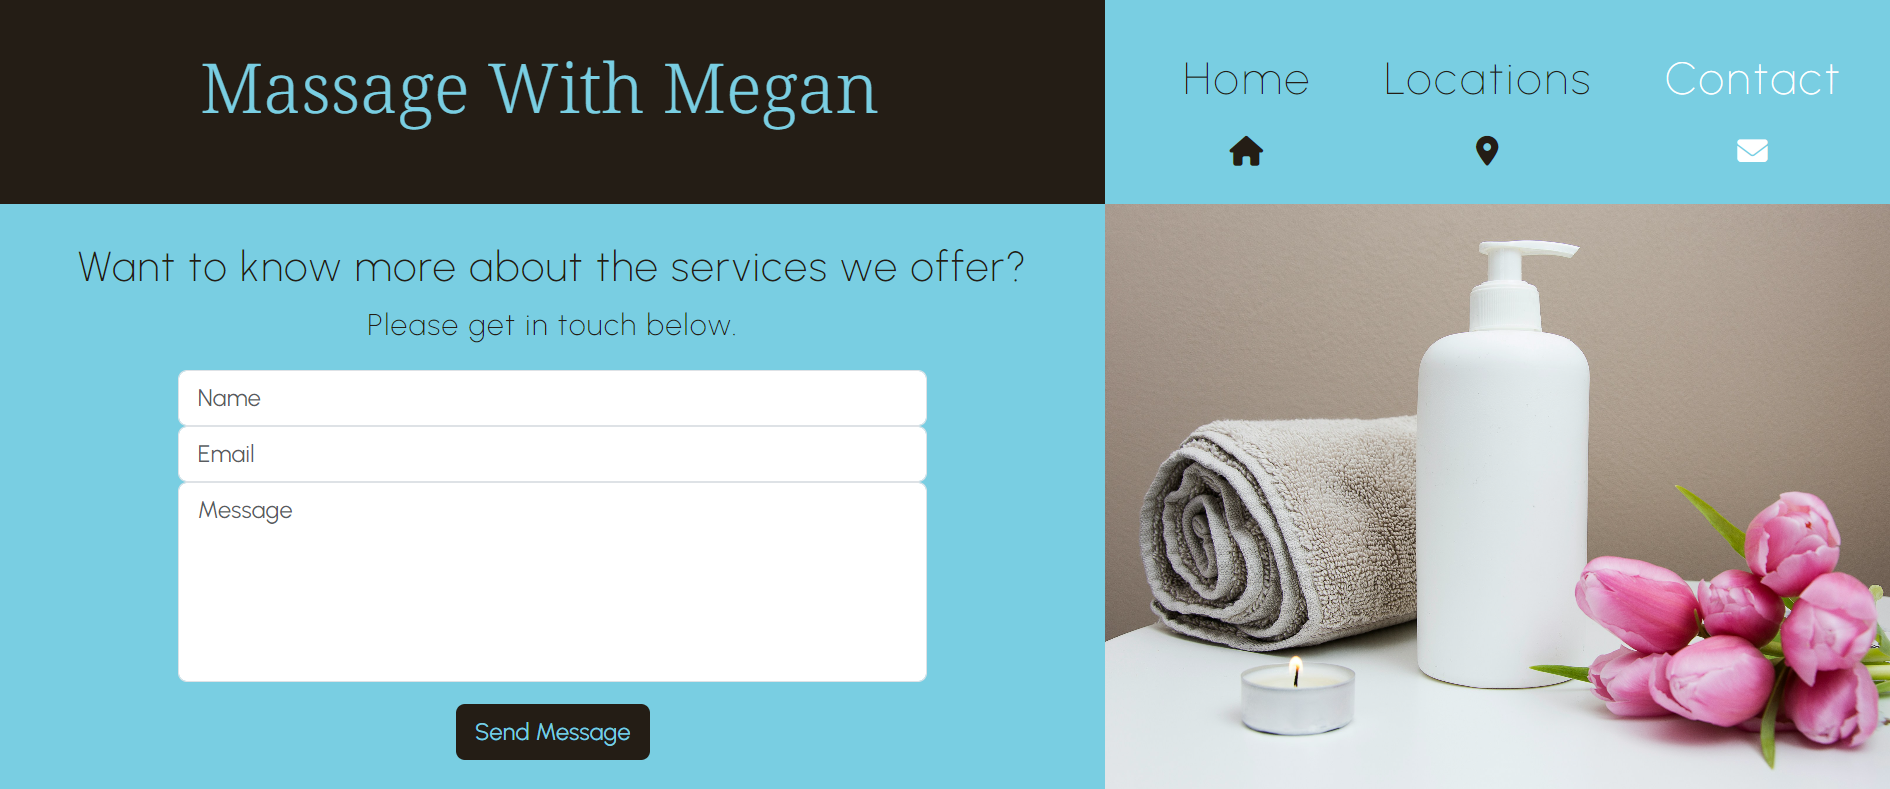 Massage With Megan
Home Locations Contact
Want to know more about the services we offer?
Please get in touch below.
Name
Email
Message
Send Message